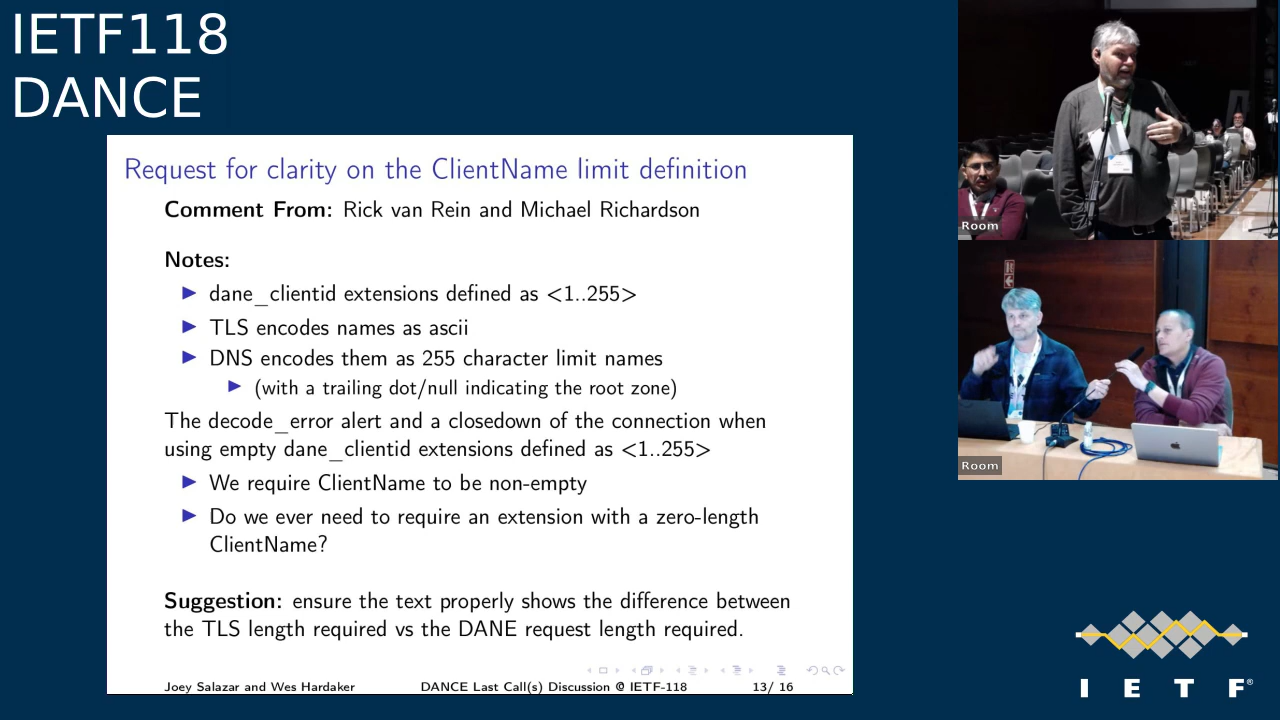 IETF118
DANCE
Request for clarity on the ClientName limit definition
Comment From: Rick van Rein and Michael Richardson
Notes:
dane_clientid extensions defined as <1..255>
TLS encodes names as ascii
DNS encodes them as 255 character limit names
(with a trailing dot/null indicating the root zone)
The decode_error alert and a closedown of the connection when
using empty dane_clientid extensions defined as <1..255>
We require ClientName to be non-empty
Do we ever need to require an extension with a zero-length
ClientName?
Suggestion: ensure the text properly shows the difference between
the TLS length required vs the DANE request length required.
Joey Salazar and Wes Hardaker DANCE Last Call(s) Discussion @ IETF-118 13/ 16
Room
Room
I E T F®